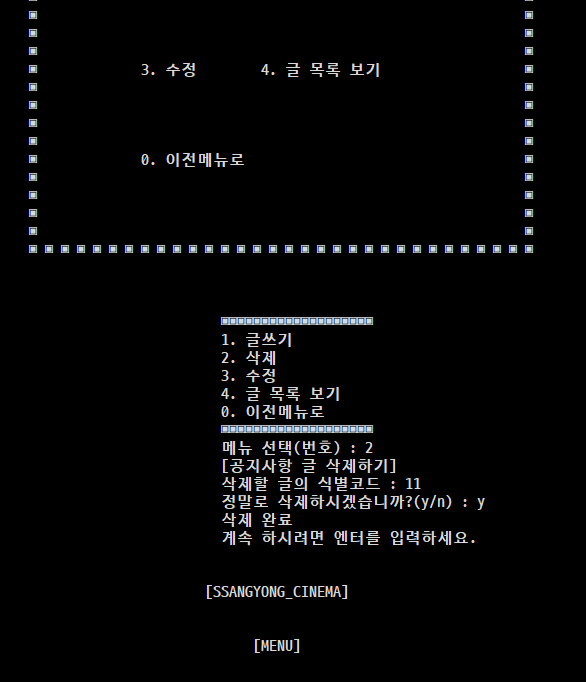 3. 수정 4. 글 목록 보기
0. 이전메뉴로
1. 글쓰기
2. 삭제
3. 수정
4. 글 목록 보기
0. 이전메뉴로
메뉴 선택(번호) : 2
[공지사항 글 삭제하기]
삭제할 글의 식별코드 : 11
정말로 삭제하시겠습니까?(y/n) : y
삭제 완료
계속 하시려면 엔터를 입력하세요.
[SSANGYONG_CINEMA]
[MENU]